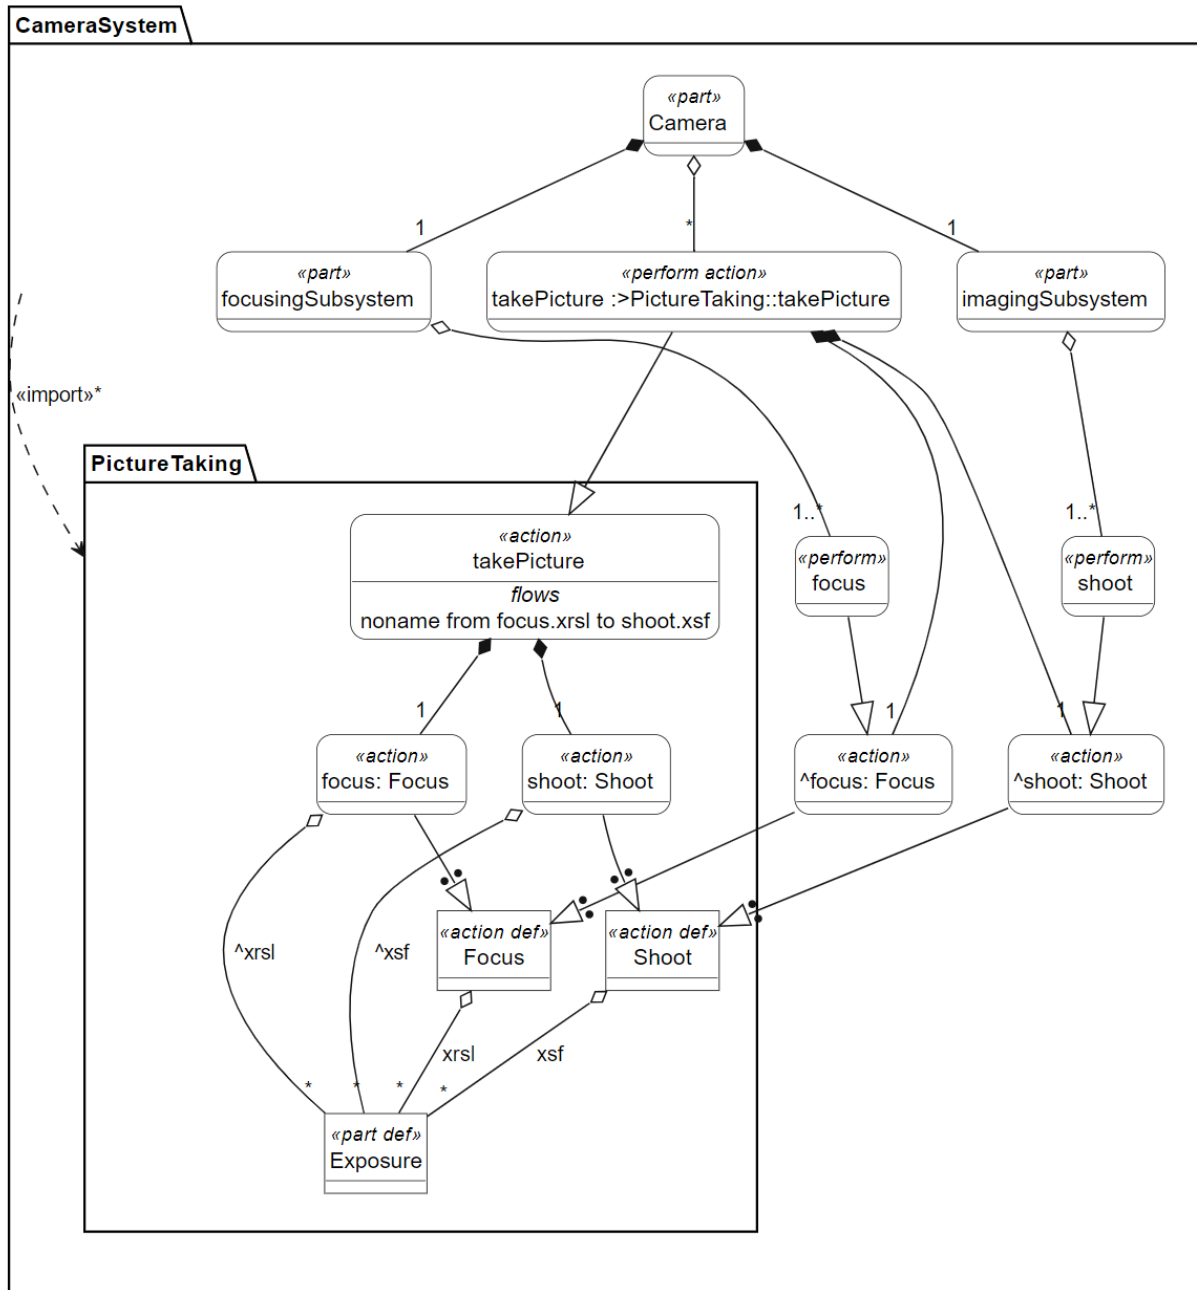 CameraSystem
«part»
Camera
1
*
1
«part»
focusingSubsystem
«perform action»
takePicture :>PictureTaking::takePicture
«part»
imagingSubsystem
«import»*
PictureTaking
1..*
1..*
«action»
takePicture
flows
noname from focus.xrsl to shoot.xsf
«perform»
focus
«perform»
shoot
1
1
1
1
«action»
focus: Focus
«action»
shoot: Shoot
«action»
^focus: Focus
«action»
^shoot: Shoot
^xrsl
^xsf
«action def»
Focus
«action def»
Shoot
xrsl
xsf
*
*
*
*
«part def»
Exposure